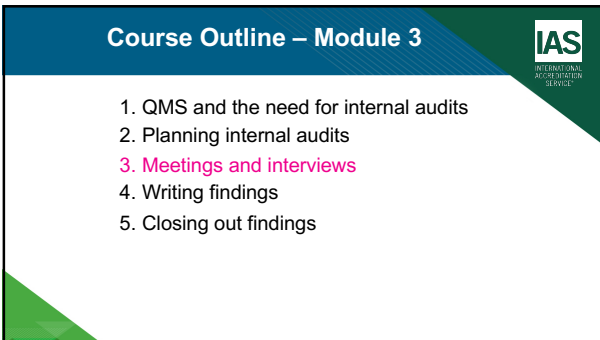 Course Outline – Module 3
IAS
INTERNATIONAL
ACCREDITATION
SERVICE®
1. QMS and the need for internal audits
2. Planning internal audits
3. Meetings and interviews
4. Writing findings
5. Closing out findings